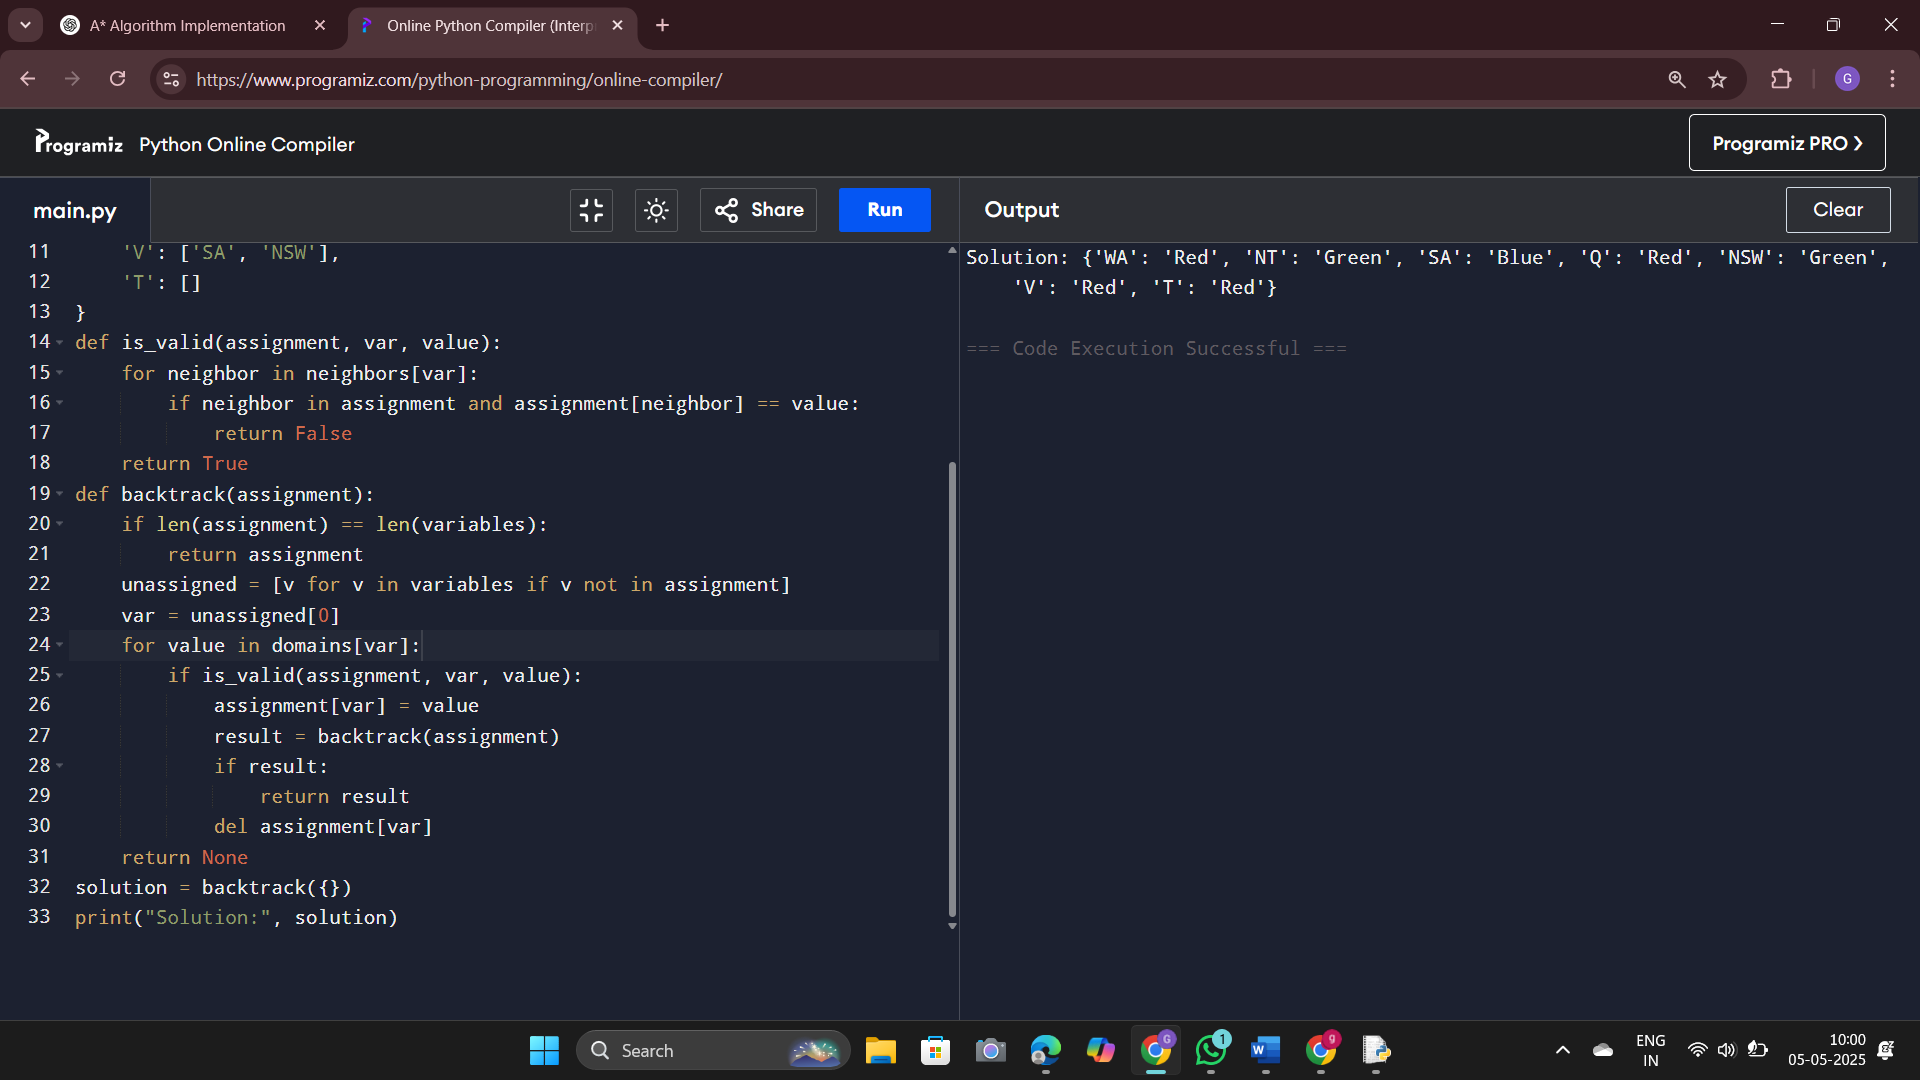 A* Algorithm Implementation
Online Python Compiler (Interp
https://www.programiz.com/python-programming/online-compiler/
G
Programiz Python Online Compiler
Programiz PRO ❯
main.py
Share
Run
Output
Clear
11     'V': ['SA', 'NSW'],
12     'T': []
13 }
14 def is_valid(assignment, var, value):
15     for neighbor in neighbors[var]:
16         if neighbor in assignment and assignment[neighbor] == value:
17             return False
18     return True
19 def backtrack(assignment):
20     if len(assignment) == len(variables):
21         return assignment
22     unassigned = [v for v in variables if v not in assignment]
23     var = unassigned[0]
24     for value in domains[var]:
25         if is_valid(assignment, var, value):
26             assignment[var] = value
27             result = backtrack(assignment)
28             if result:
29                 return result
30             del assignment[var]
31     return None
32 solution = backtrack({})
33 print("Solution:", solution)
Solution: {'WA': 'Red', 'NT': 'Green', 'SA': 'Blue', 'Q': 'Red', 'NSW': 'Green',
'V': 'Red', 'T': 'Red'}
=== Code Execution Successful ===
Search
G
1
W
g
ENG
IN
10:00
05-05-2025